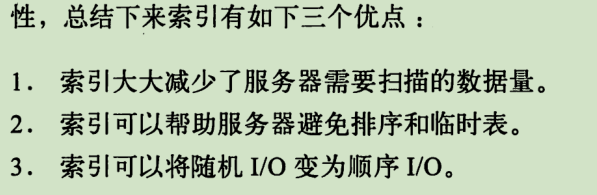 性，总结下来索引有如下三个优点：
1． 索引大大减少了服务器需要扫描的数据量。
2． 索引可以帮助服务器避免排序和临时表。
3． 索引可以将随机 I/O 变为顺序 I/O。